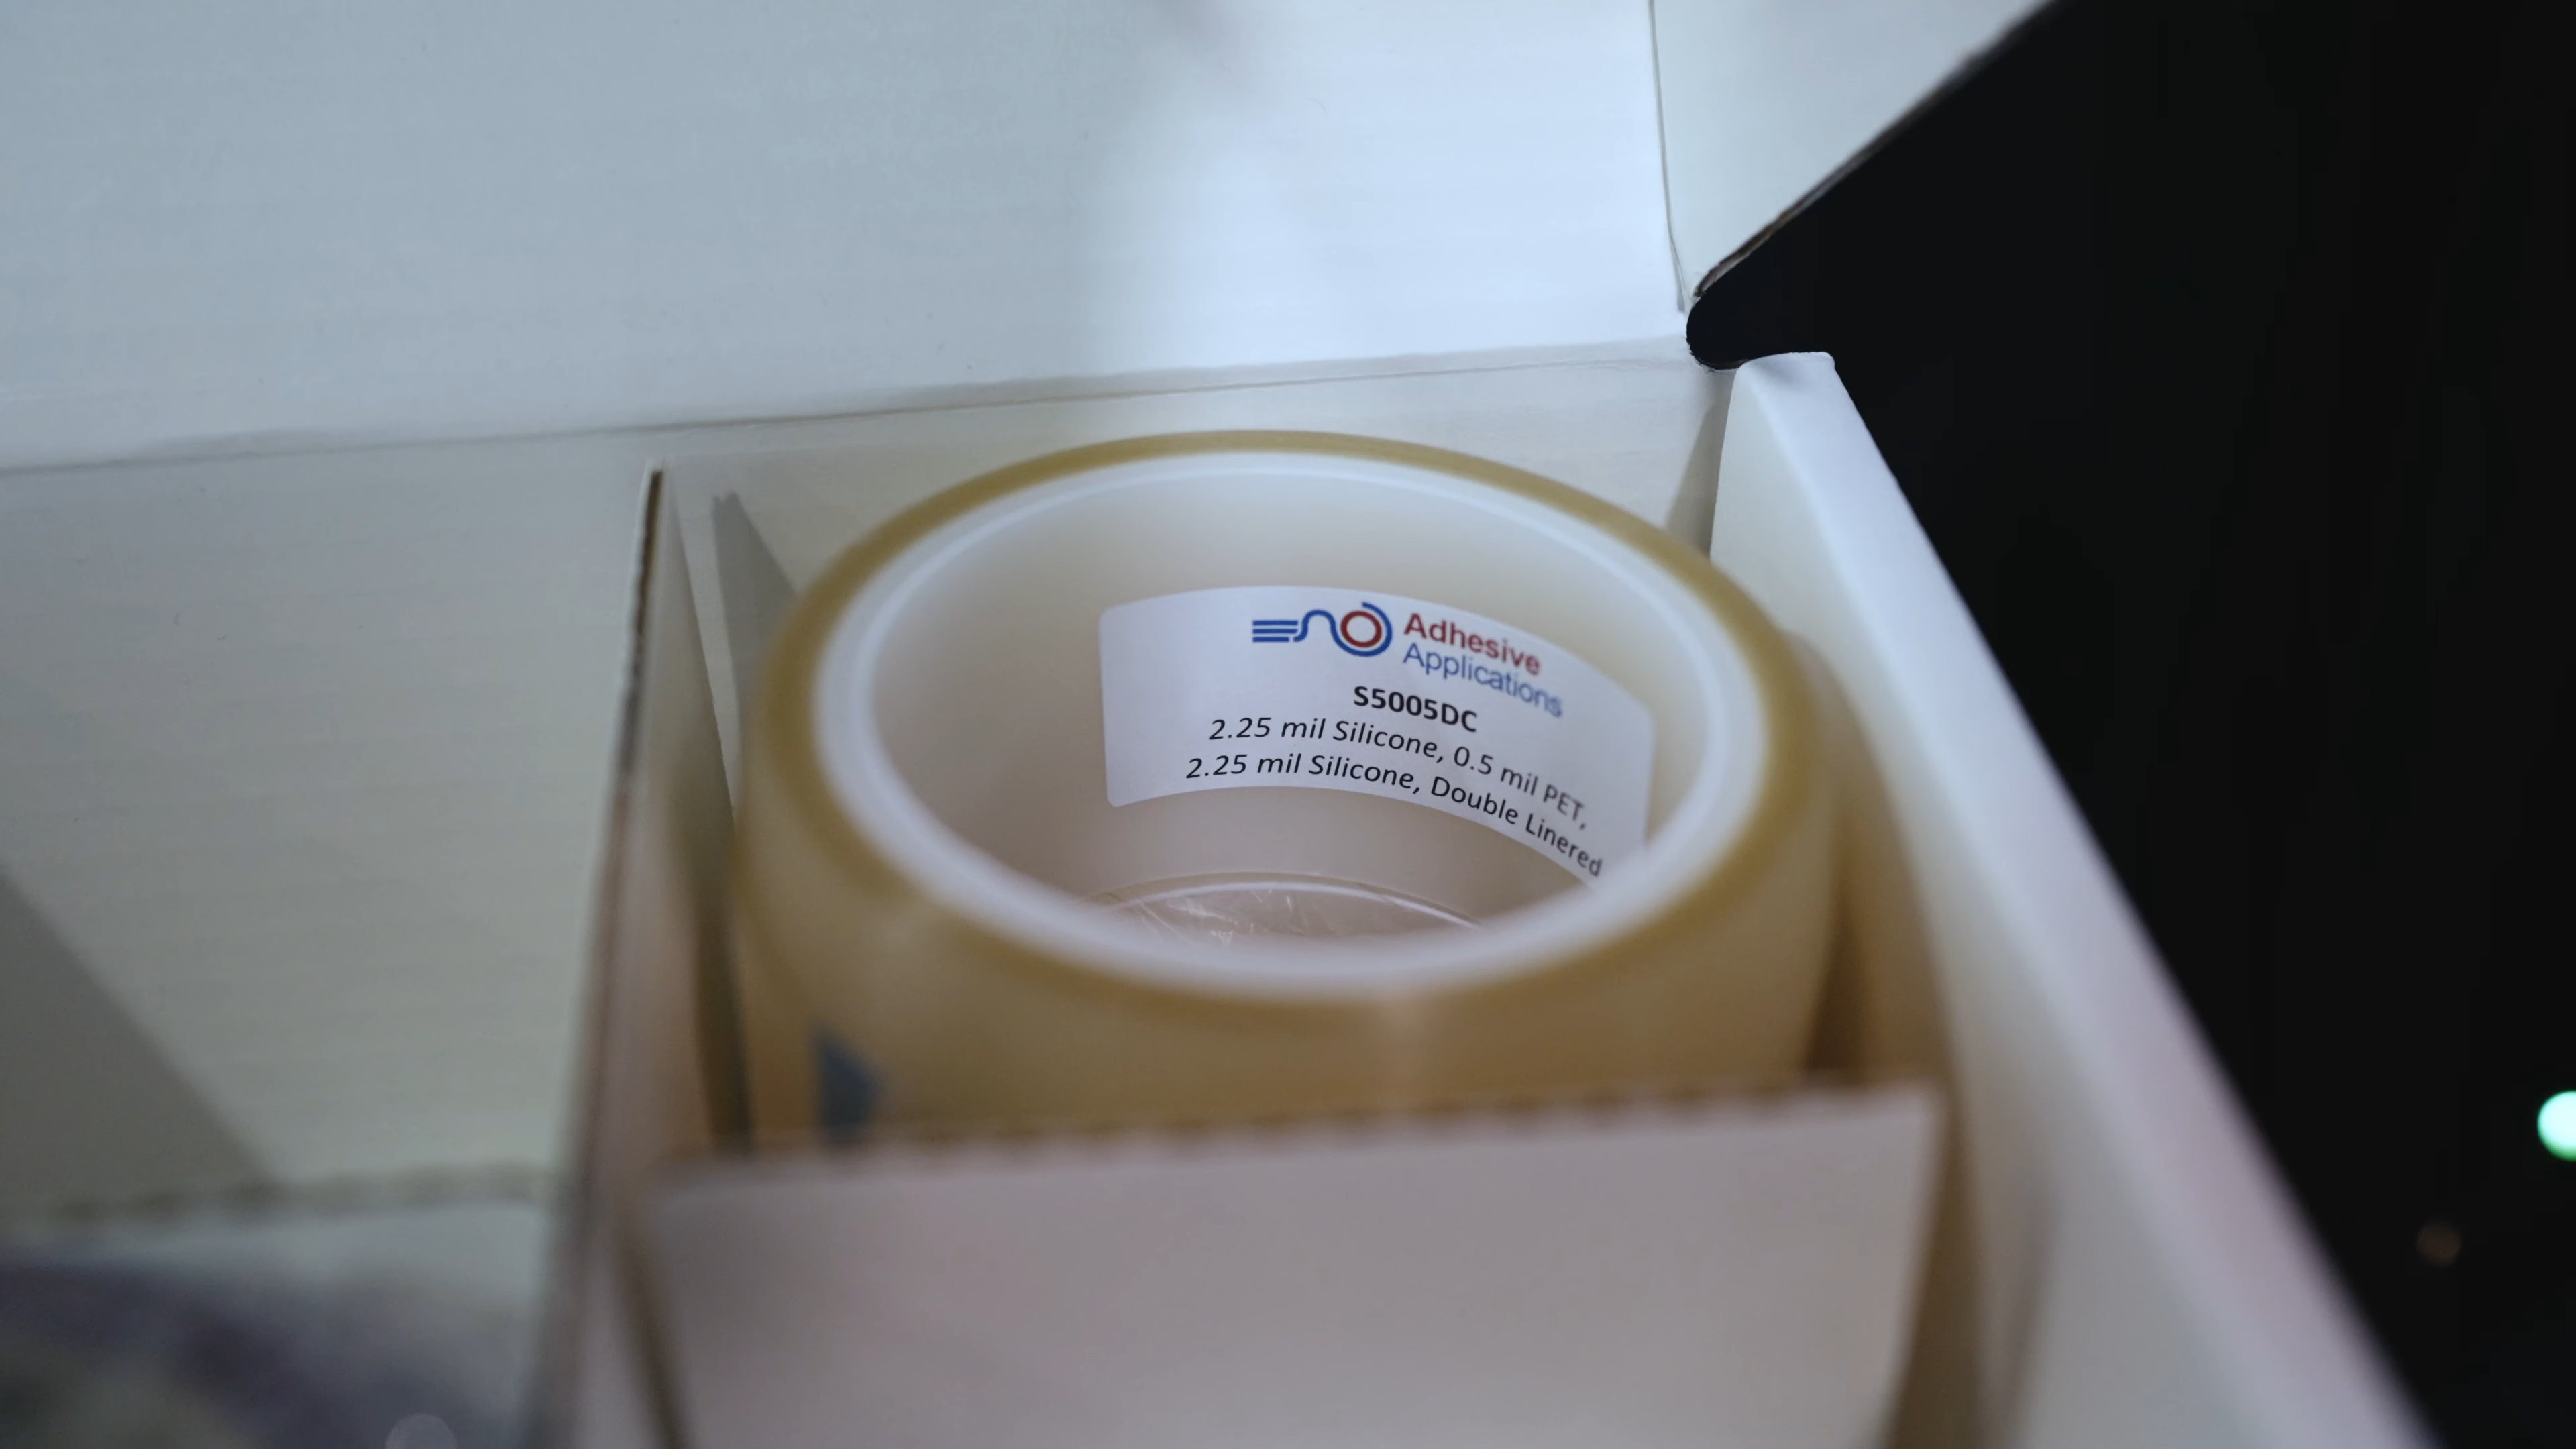 Adhesive
Applications
S5005DC
2.25 mil Silicone, 0.5 mil PET,
2.25 mil Silicone, Double Linered